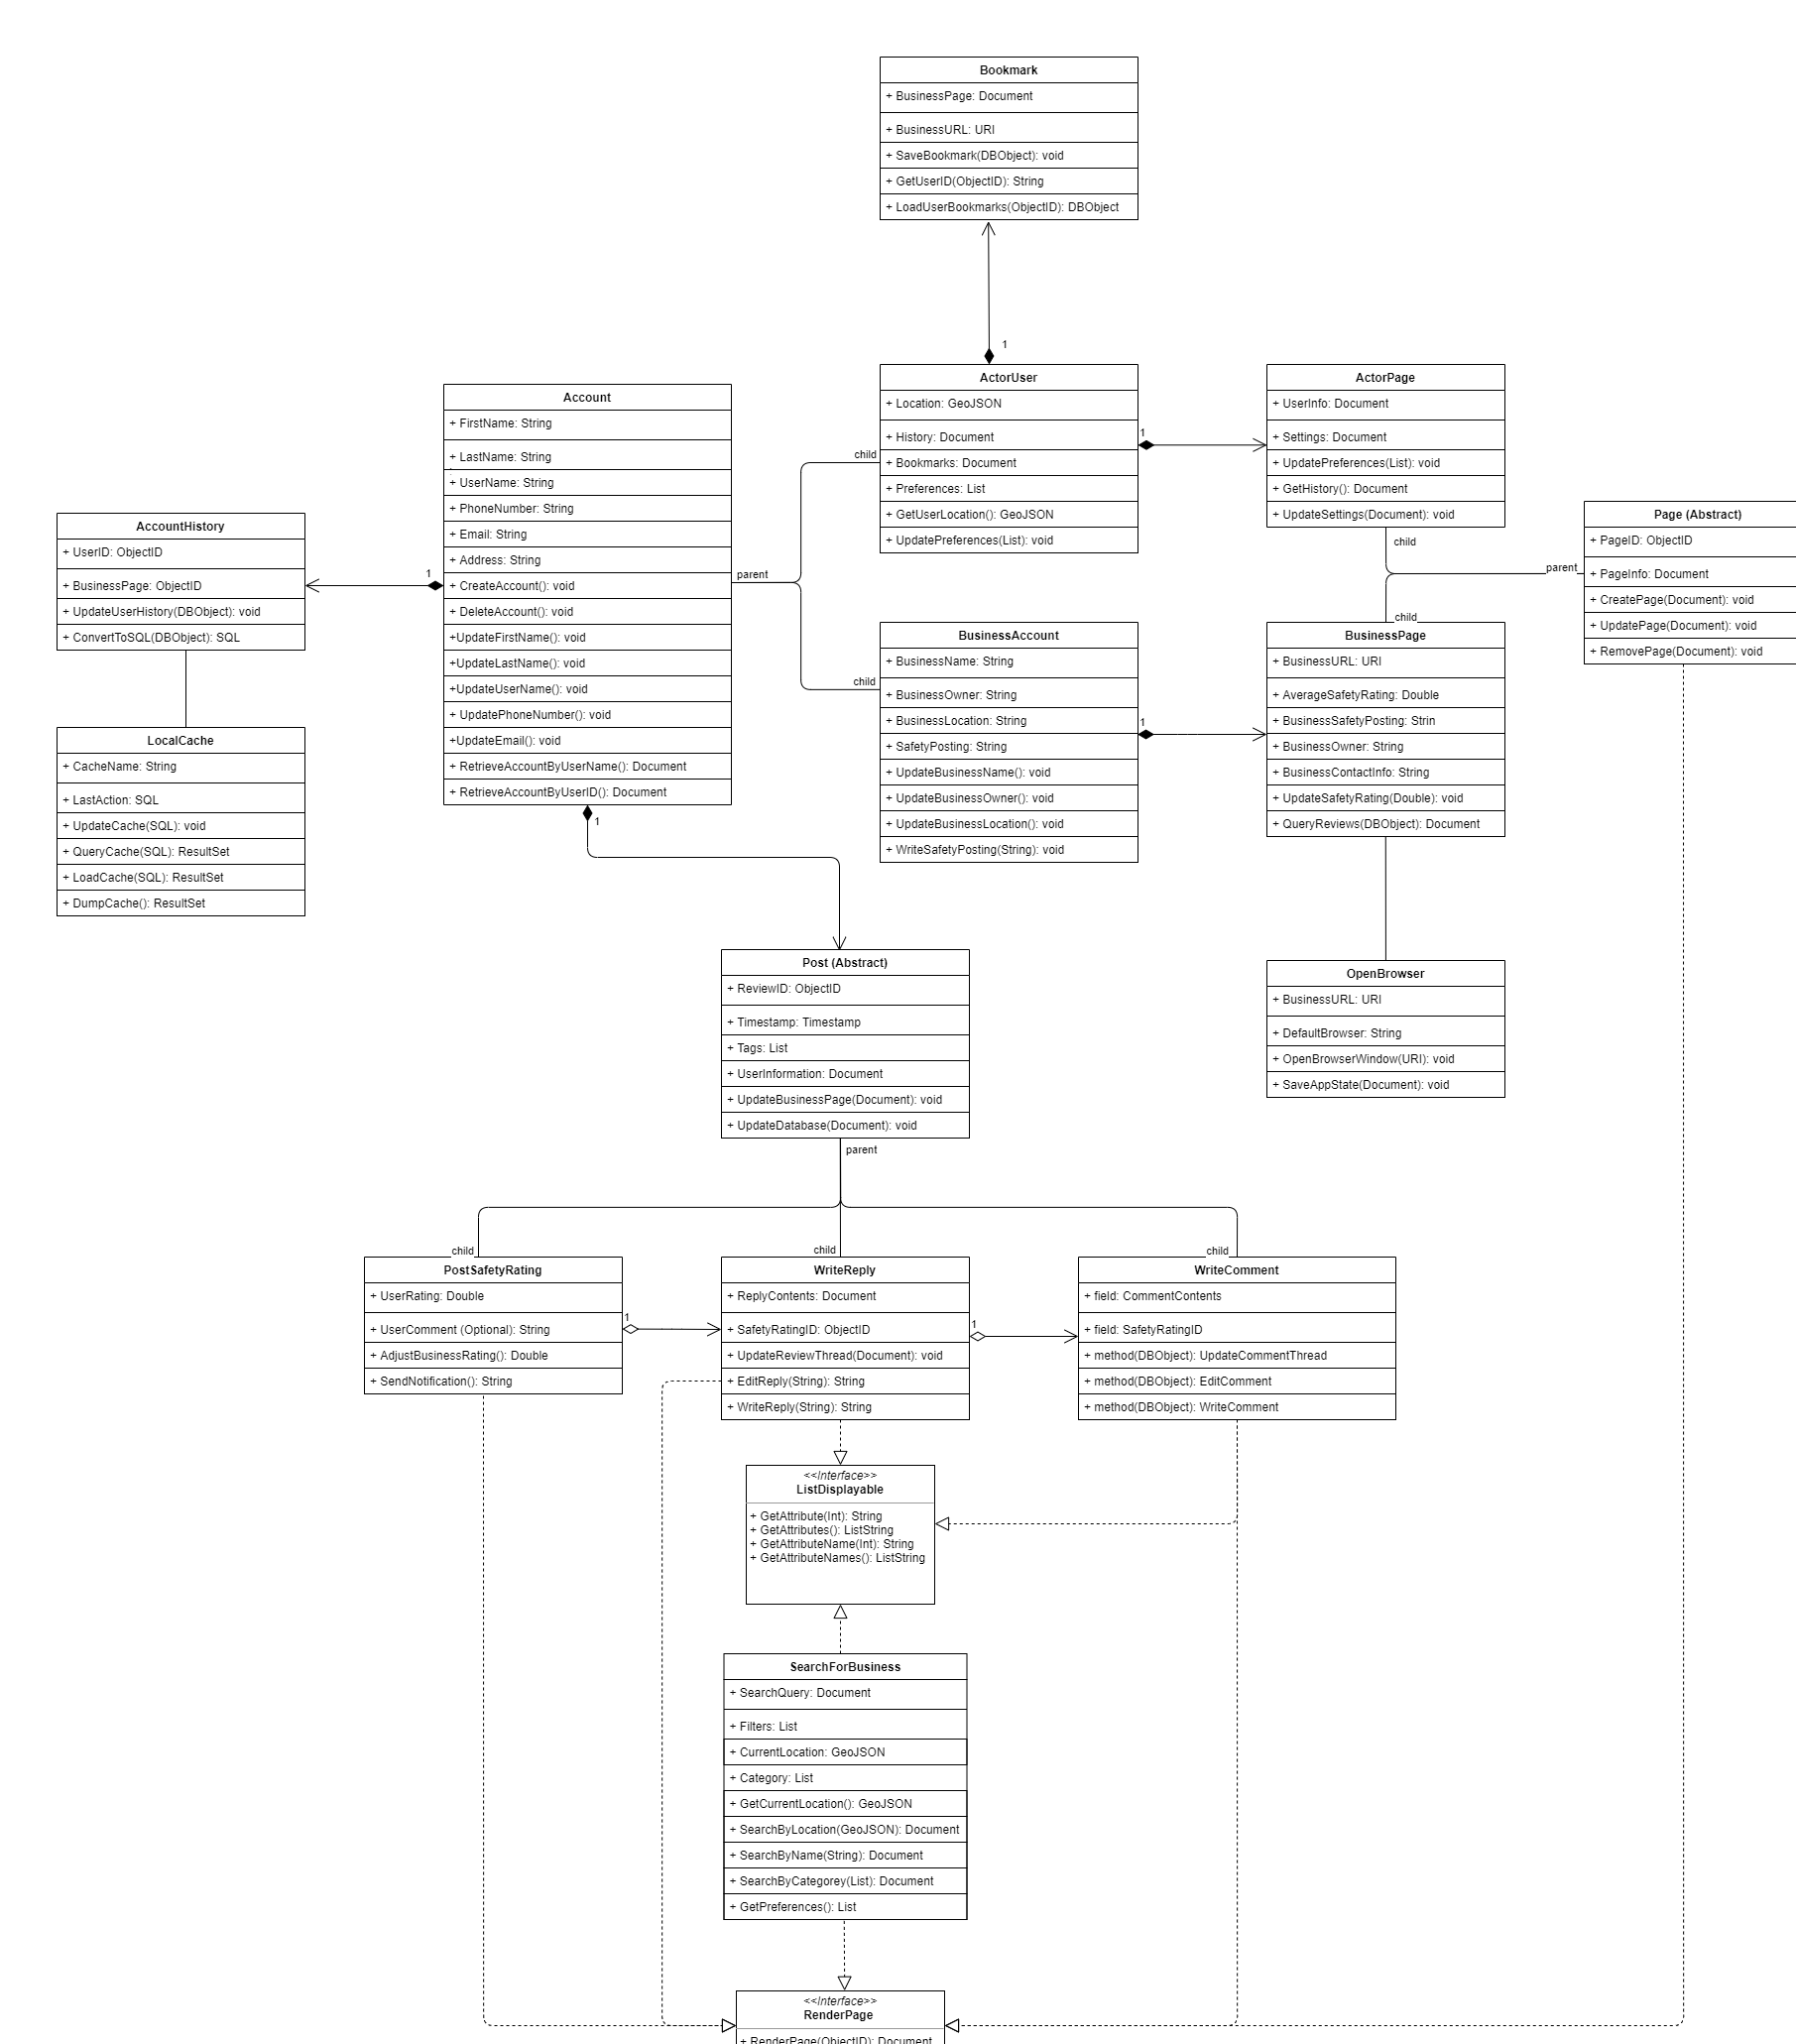 Bookmark
+ BusinessPage: Document
+ BusinessURL: URI
+ SaveBookmark(DBObject): void
+ GetUserID(ObjectID): String
+ LoadUserBookmarks(ObjectID): DBObject
1
ActorUser
+ Location: GeoJSON
+ History: Document
+ Bookmarks: Document
+ Preferences: List
+ GetUserLocation(): GeoJSON
+ UpdatePreferences(List): void
1
ActorPage
+ UserInfo: Document
+ Settings: Document
+ UpdatePreferences(List): void
+ GetHistory(): Document
+ UpdateSettings(Document): void
child
Account
+ FirstName: String
+ LastName: String
+ UserName: String
+ PhoneNumber: String
+ Email: String
+ Address: String
+ CreateAccount(): void
+ DeleteAccount(): void
+UpdateFirstName(): void
+UpdateLastName(): void
+UpdateUserName(): void
+ UpdatePhoneNumber(): void
+UpdateEmail(): void
+ RetrieveAccountByUserName(): Document
+ RetrieveAccountByUserID(): Document
1
parent
child
child
1
AccountHistory
+ UserID: ObjectID
+ BusinessPage: ObjectID
+ UpdateUserHistory(DBObject): void
+ ConvertToSQL(DBObject): SQL
LocalCache
+ CacheName: String
+ LastAction: SQL
+ UpdateCache(SQL): void
+ QueryCache(SQL): ResultSet
+ LoadCache(SQL): ResultSet
+ DumpCache(): ResultSet
Page (Abstract)
+ PageID: ObjectID
+ PageInfo: Document
+ CreatePage(Document): void
+ UpdatePage(Document): void
+ RemovePage(Document): void
parent
child
BusinessAccount
+ BusinessName: String
+ BusinessOwner: String
+ BusinessLocation: String
+ SafetyPosting: String
+ UpdateBusinessName(): void
+ UpdateBusinessOwner(): void
+ UpdateBusinessLocation(): void
+ WriteSafetyPosting(String): void
1
BusinessPage
+ BusinessURL: URI
+ AverageSafetyRating: Double
+ BusinessSafetyPosting: Strin
+ BusinessOwner: String
+ BusinessContactInfo: String
+ UpdateSafetyRating(Double): void
+ QueryReviews(DBObject): Document
OpenBrowser
+ BusinessURL: URI
+ DefaultBrowser: String
+ OpenBrowserWindow(URI): void
+ SaveAppState(Document): void
Post (Abstract)
+ ReviewID: ObjectID
+ Timestamp: Timestamp
+ Tags: List
+ UserInformation: Document
+ UpdateBusinessPage(Document): void
+ UpdateDatabase(Document): void
parent
child
child
child
PostSafetyRating
+ UserRating: Double
+ UserComment (Optional): String
+ AdjustBusinessRating(): Double
+ SendNotification(): String
1
WriteReply
+ ReplyContents: Document
+ SafetyRatingID: ObjectID
+ UpdateReviewThread(Document): void
+ EditReply(String): String
+ WriteReply(String): String
1
WriteComment
+ field: CommentContents
+ field: SafetyRatingID
+ method(DBObject): UpdateCommentThread
+ method(DBObject): EditComment
+ method(DBObject): WriteComment
<<Interface>>
ListDisplayable
+ GetAttribute(Int): String
+ GetAttributes(): ListString
+ GetAttributeName(Int): String
+ GetAttributeNames(): ListString
SearchForBusiness
+ SearchQuery: Document
+ Filters: List
+ CurrentLocation: GeoJSON
+ Category: List
+ GetCurrentLocation(): GeoJSON
+ SearchByLocation(GeoJSON): Document
+ SearchByName(String): Document
+ SearchByCategorey(List): Document
+ GetPreferences(): List
<<Interface>>
RenderPage
+ RenderPage(ObjectID): Document